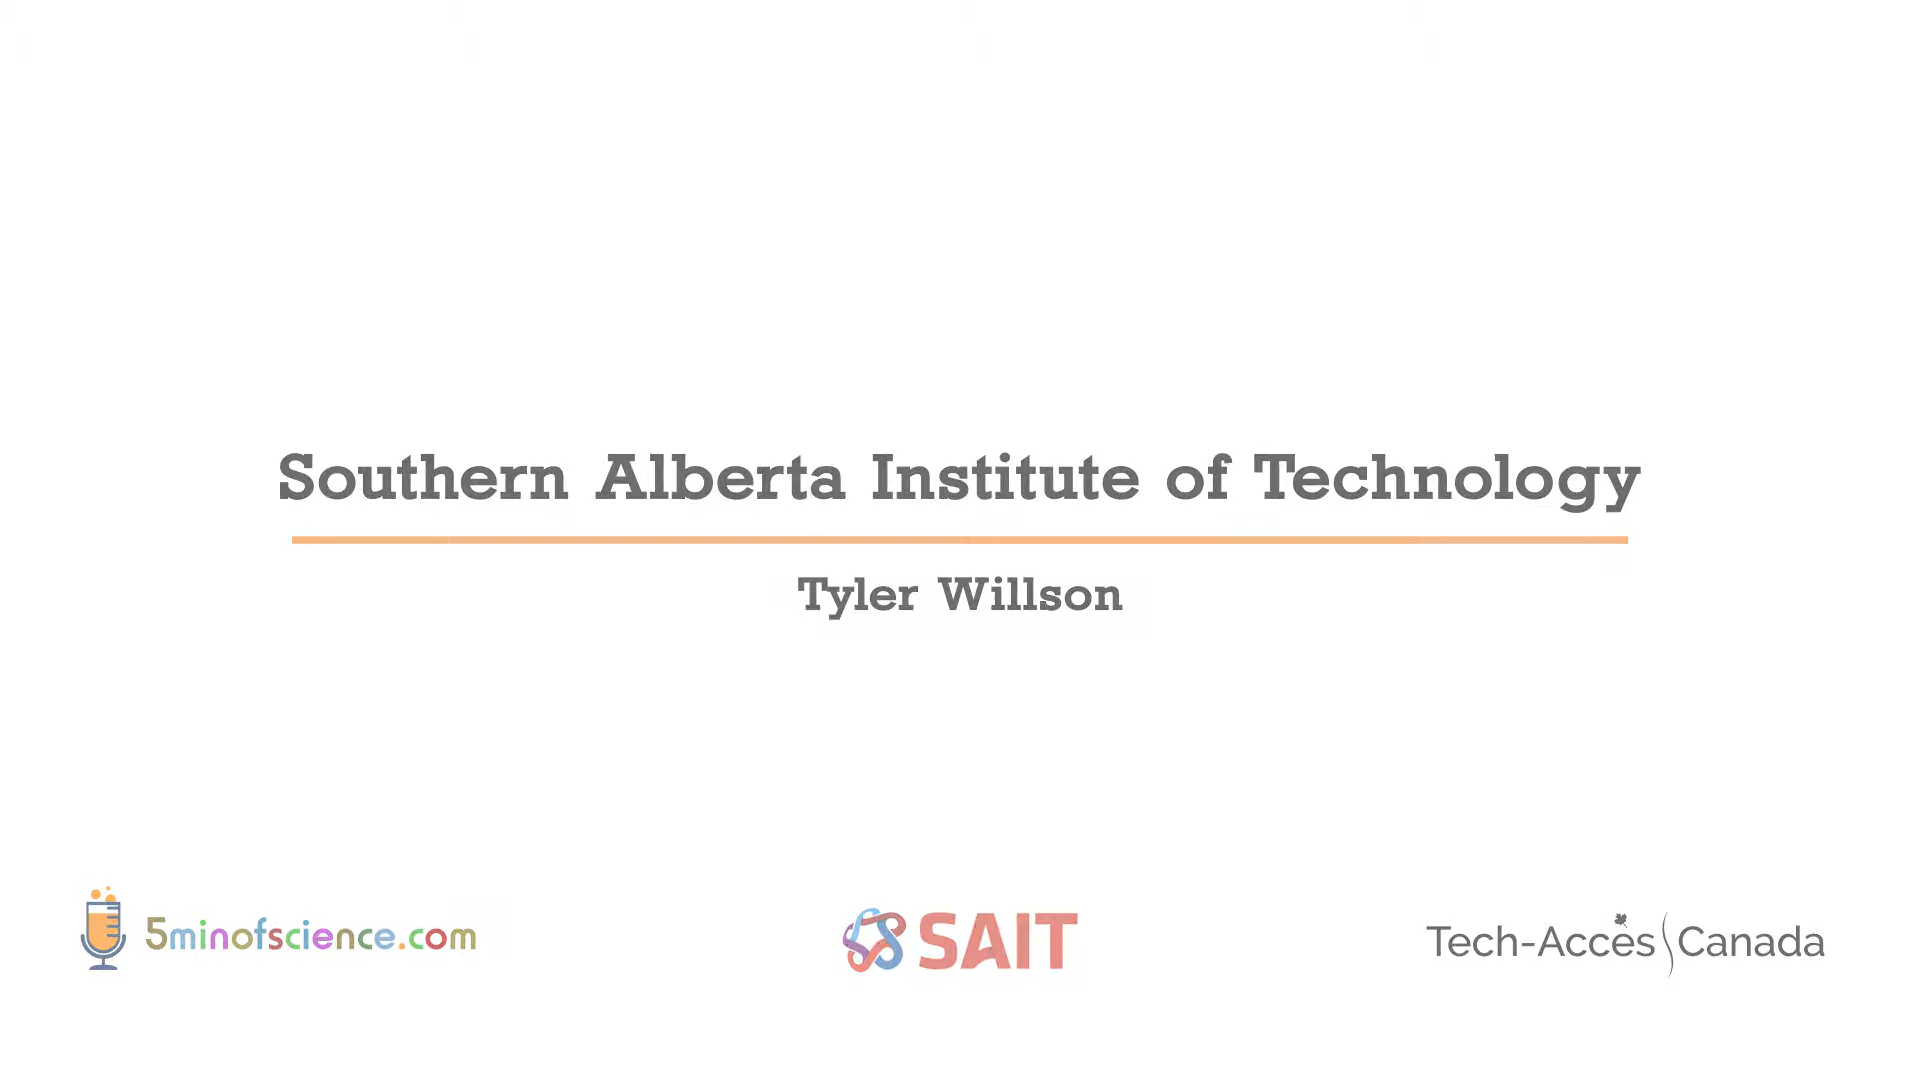 Southern Alberta Institute of Technology
Tyler Willson
5minofscience.com
SAIT
Tech-Accès Canada